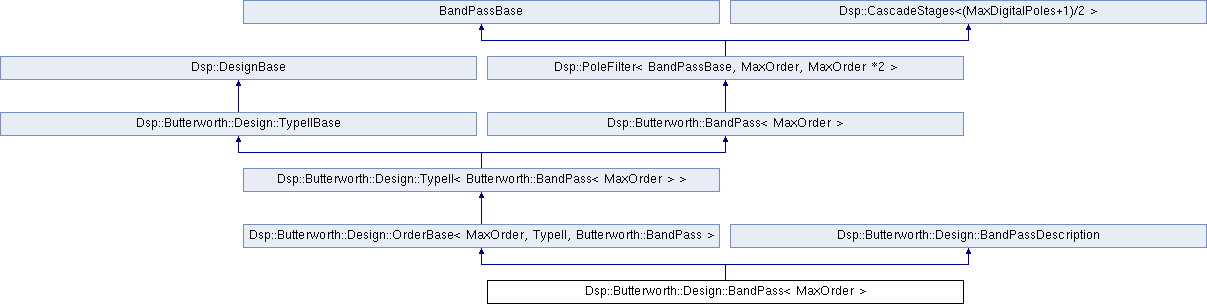 BandPassBase
Dsp::CascadeStages<(MaxDigitalPoles+1)/2 >
Dsp::DesignBase
Dsp::PoleFilter< BandPassBase, MaxOrder, MaxOrder *2 >
Dsp::Butterworth::Design::TypeIIBase
Dsp::Butterworth::BandPass< MaxOrder >
Dsp::Butterworth::Design::TypeII< Butterworth::BandPass< MaxOrder > >
Dsp::Butterworth::Design::OrderBase< MaxOrder, TypeII, Butterworth::BandPass >
Dsp::Butterworth::Design::BandPassDescription
Dsp::Butterworth::Design::BandPass< MaxOrder >